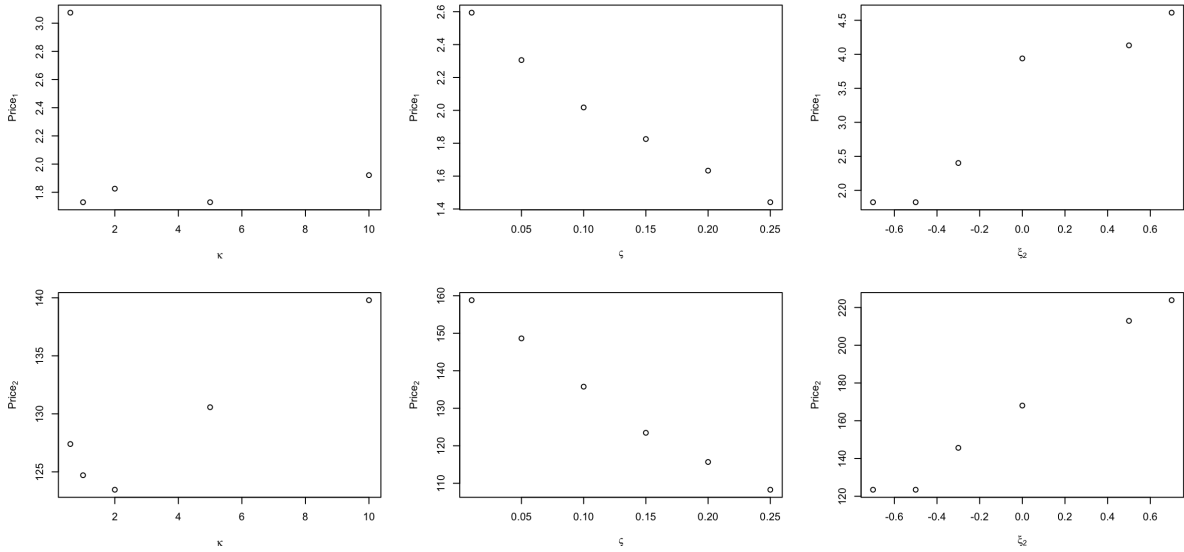 Price₁
1.8 2.0 2.2 2.4 2.6 2.8 3.0
2 4 6 8 10
κ
Price₁
1.4 1.6 1.8 2.0 2.2 2.4 2.6
0.05 0.10 0.15 0.20 0.25
ς
Price₁
2.0 2.5 3.0 3.5 4.0 4.5
-0.6 -0.4 -0.2 0.0 0.2 0.4 0.6
ξ₂
Price₂
125 130 135 140
2 4 6 8 10
κ
Price₂
110 120 130 140 150 160
0.05 0.10 0.15 0.20 0.25
ς
Price₂
120 140 160 180 200 220
-0.6 -0.4 -0.2 0.0 0.2 0.4 0.6
ξ₂